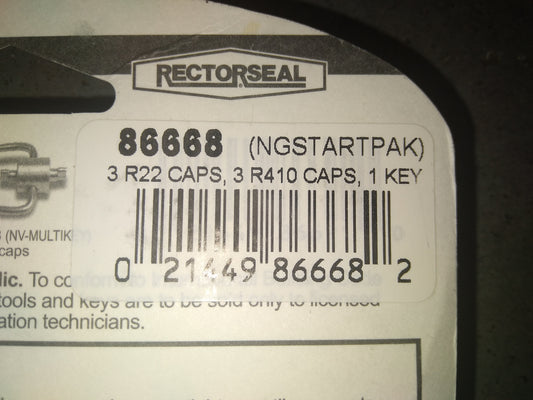 RECTORSEAL
86668 (NGSTARTPAK)
3 R22 CAPS, 3 R410 CAPS, 1 KEY
(NV-MULTIK
caps
0 21449 86668 2
lic. To conform to
tools and keys are to be sold only to licensed
ation technicians.